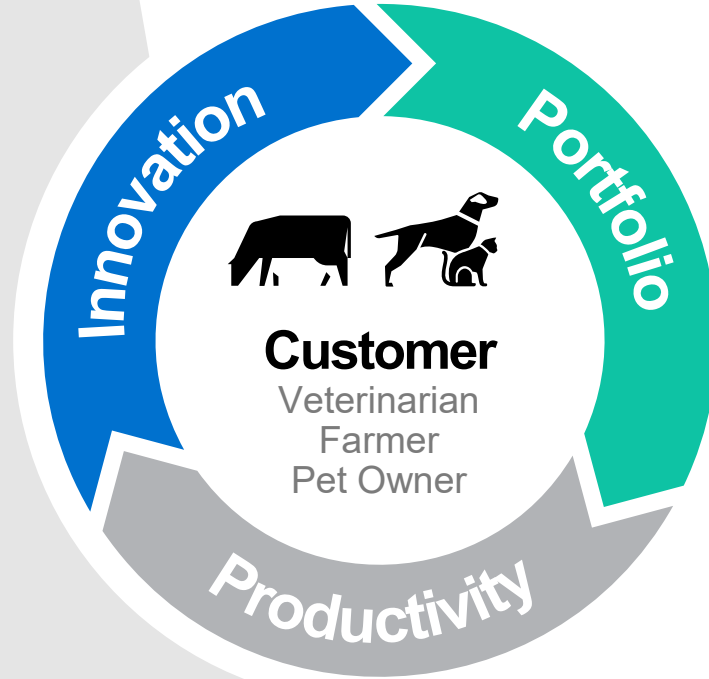 Innovation
Portfolio
Customer
Veterinarian
Farmer
Pet Owner
Productivity